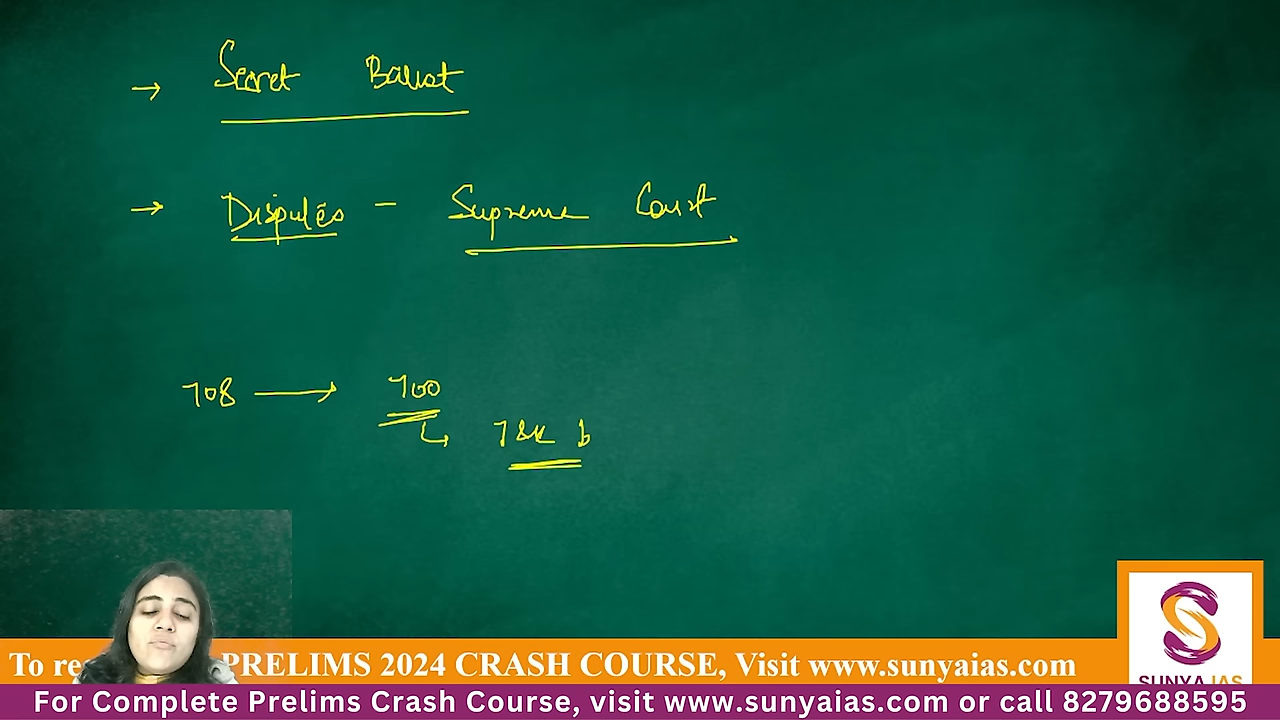 → Secret Ballot
→ Disputes - Supreme Court
708 → 700
To re PRELIMS 2024 CRASH COURSE, Visit www.sunyaias.com
SUNYA IAS
For Complete Prelims Crash Course, visit www.sunyaias.com or call 8279688595